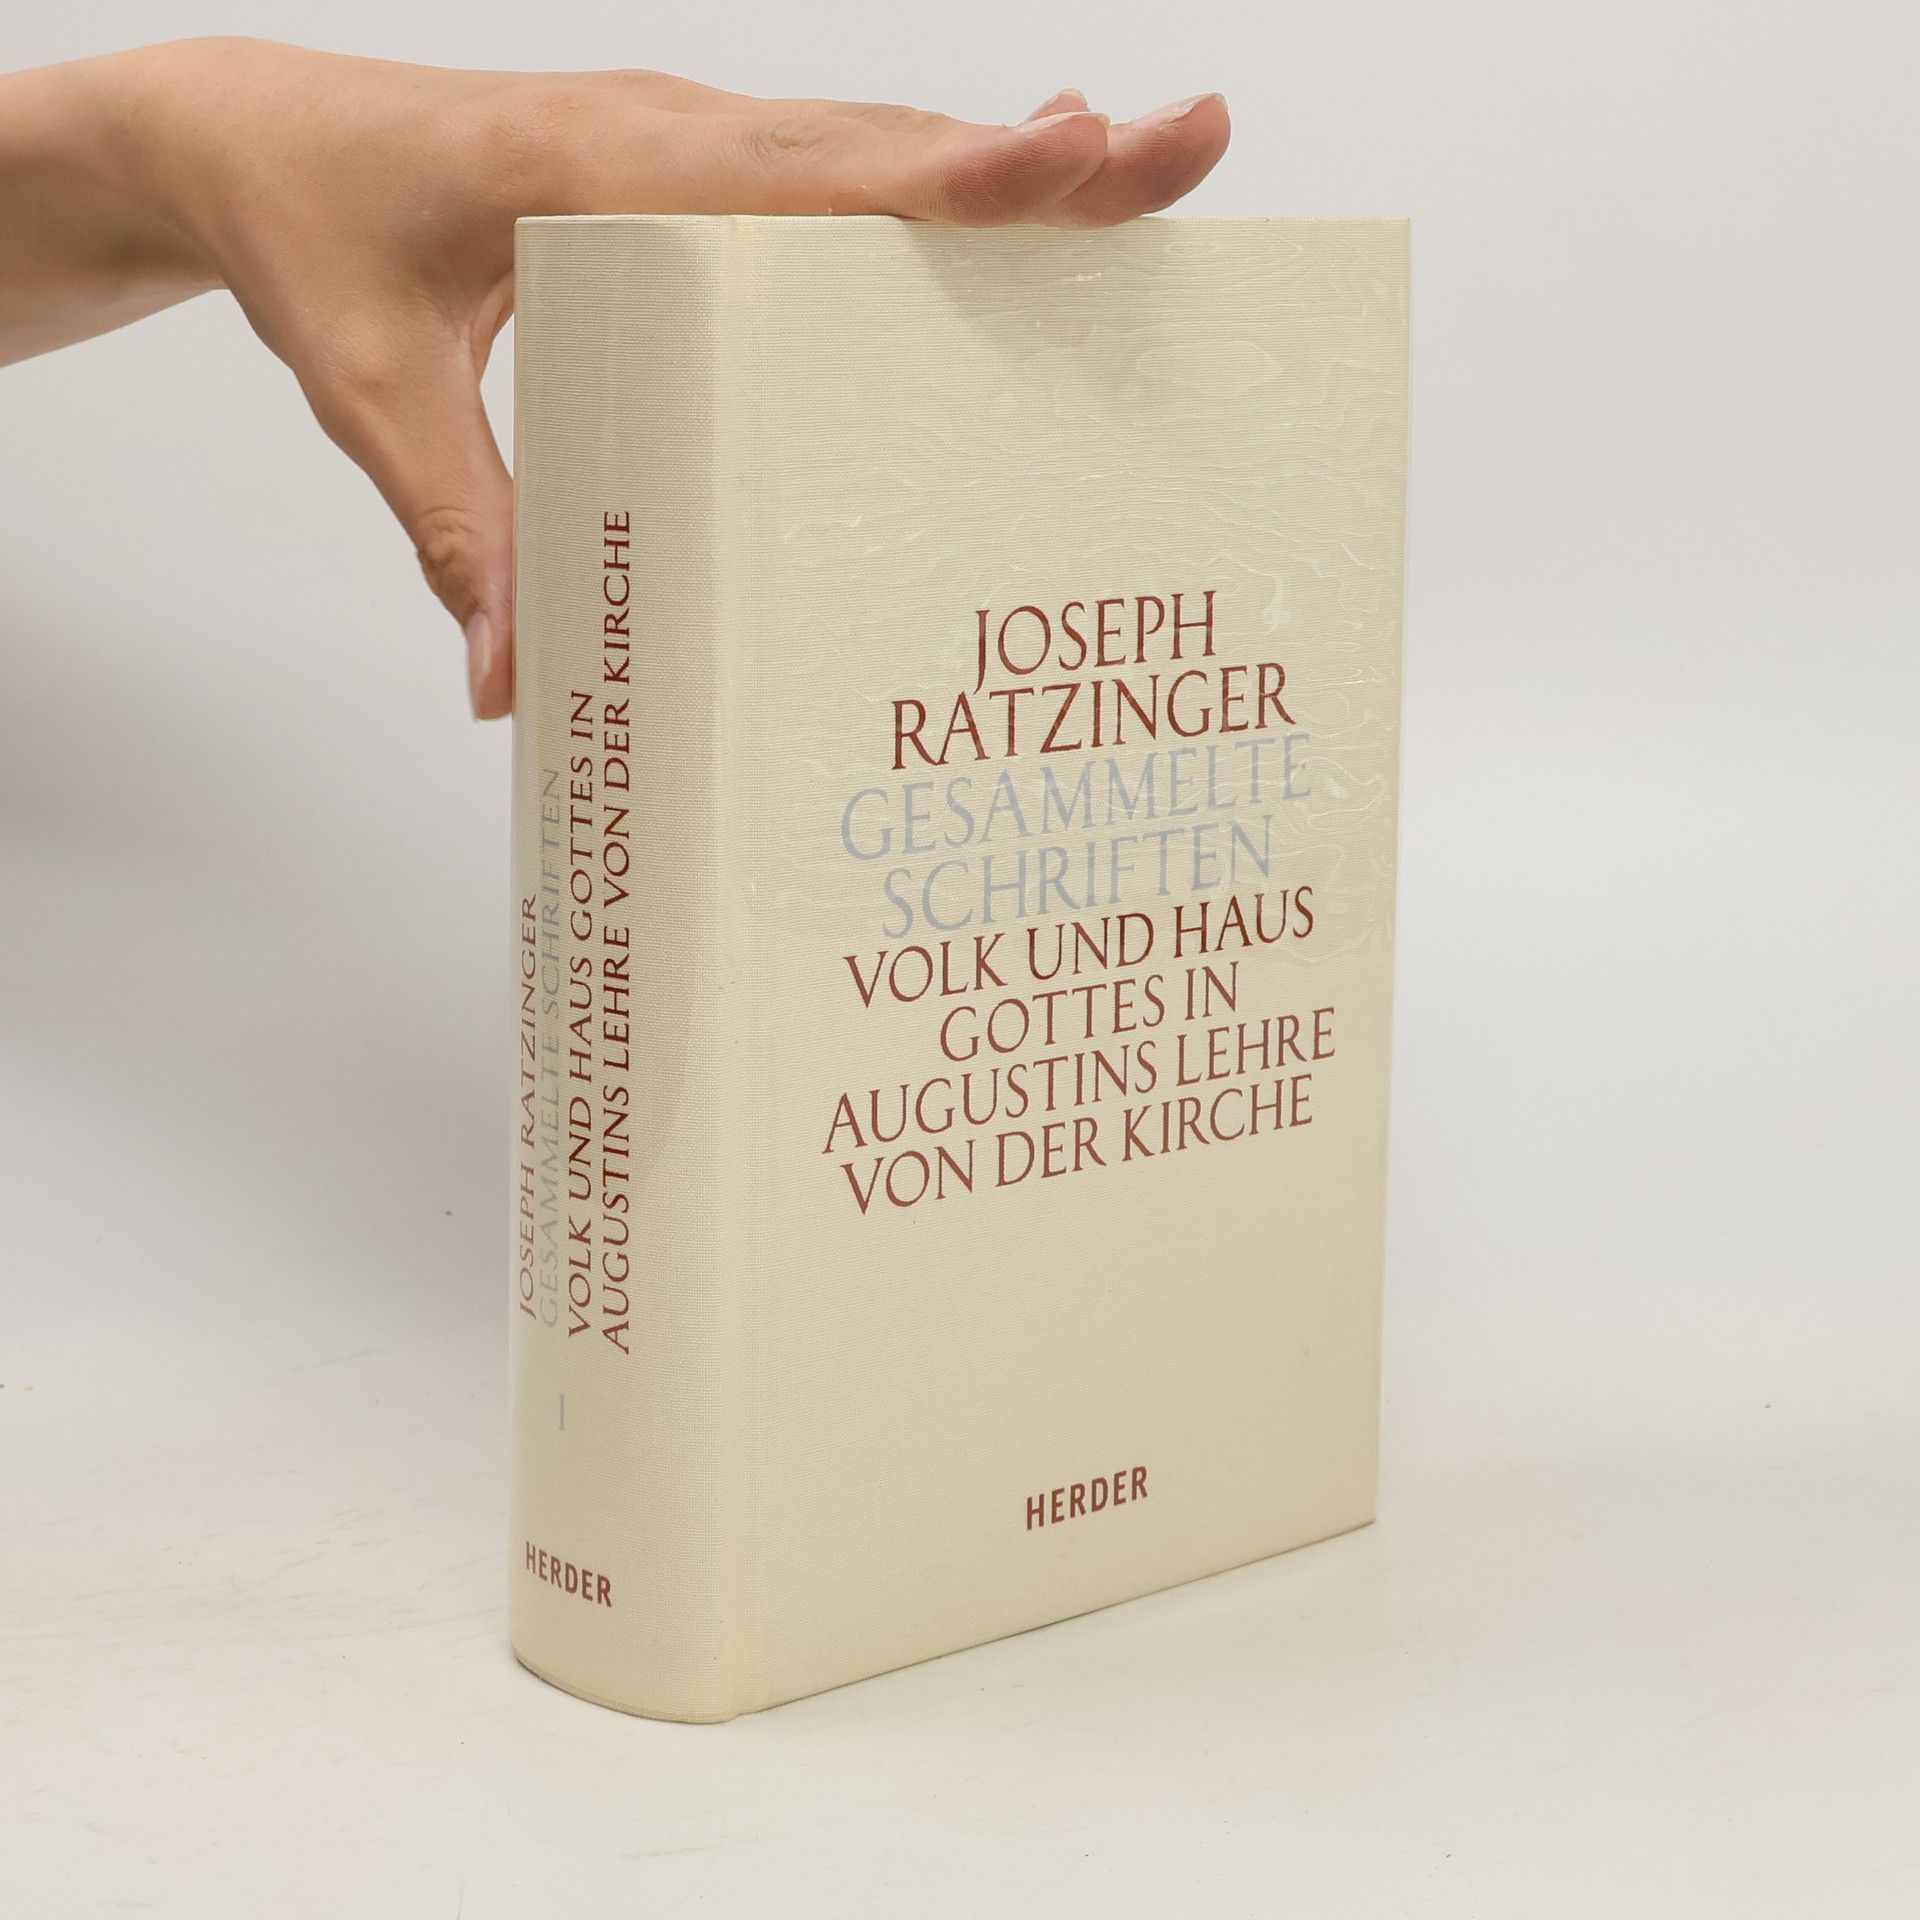 JOSEPH RATZINGER
GESAMMELTE SCHRIFTEN
VOLK UND HAUS GOTTES IN
AUGUSTINS LEHRE VON DER KIRCHE
1
HERDER
JOSEPH
RATZINGER
GESAMMELTE
SCHRIFTEN
VOLK UND HAUS
GOTTES IN
AUGUSTINS LEHRE
VON DER KIRCHE
HERDER